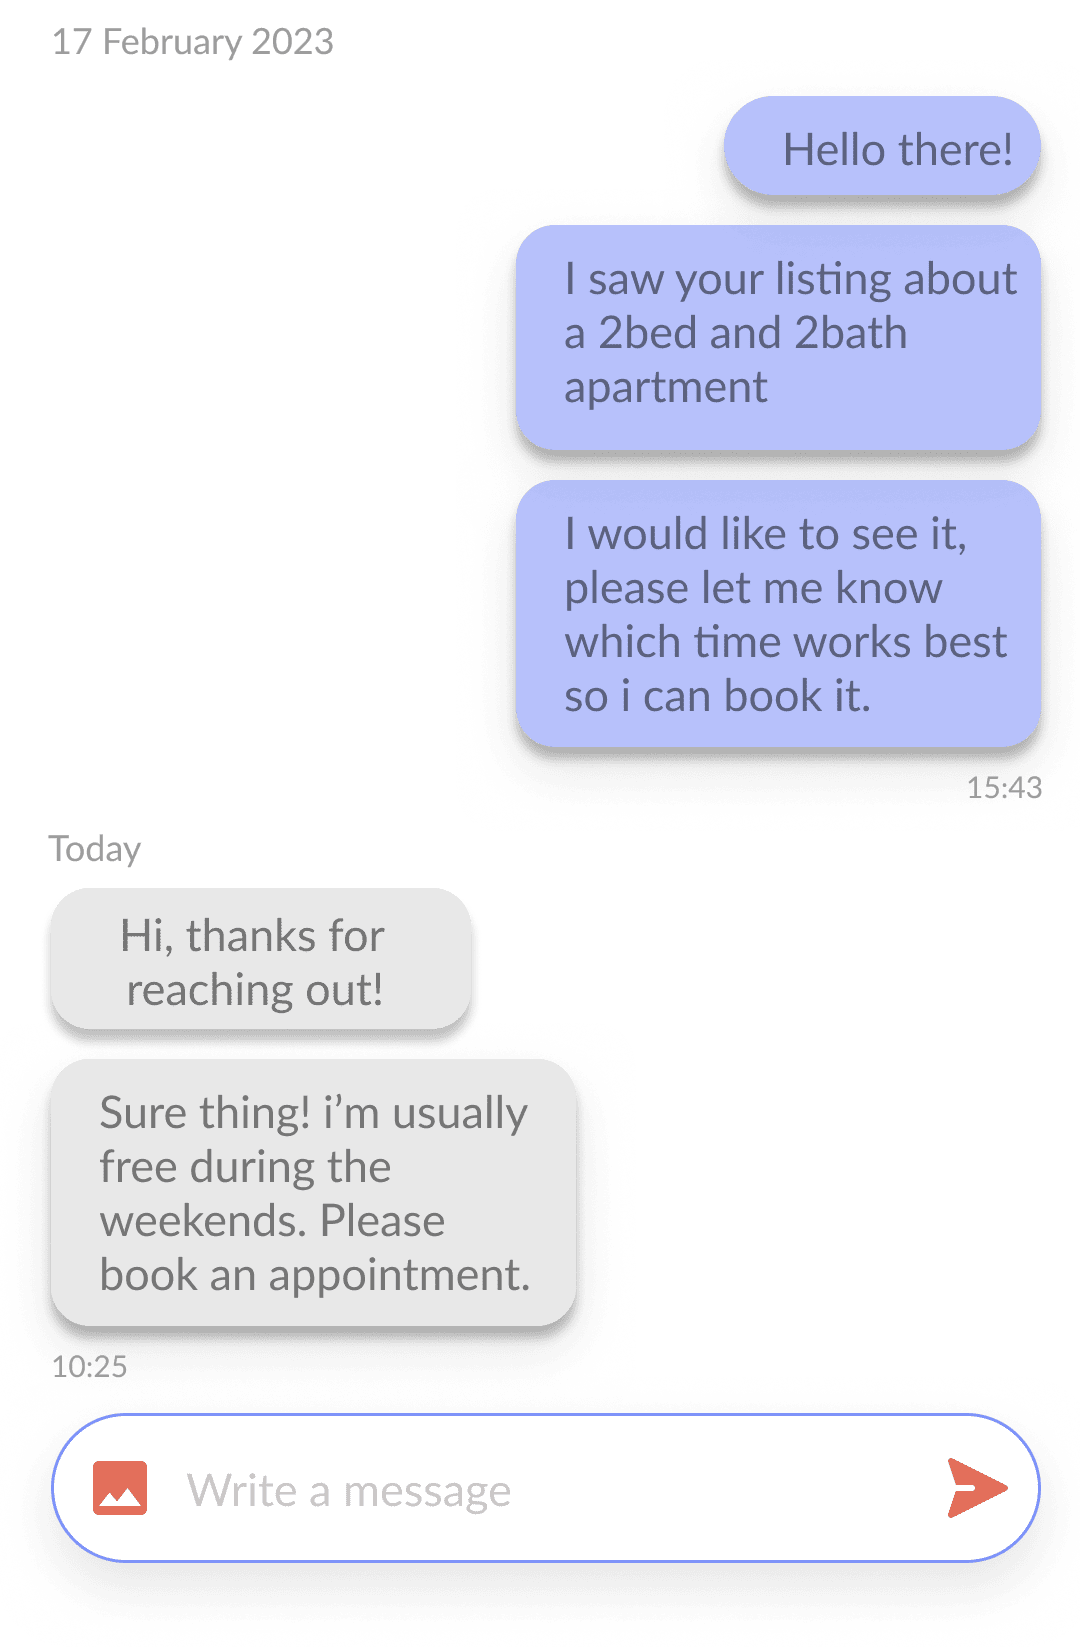 17 February 2023
Hello there!
I saw your listing about
a 2bed and 2bath
apartment
I would like to see it,
please let me know
which time works best
so i can book it.
15:43
Today
Hi, thanks for
reaching out!
Sure thing! i’m usually
free during the
weekends. Please
book an appointment.
10:25
Write a message